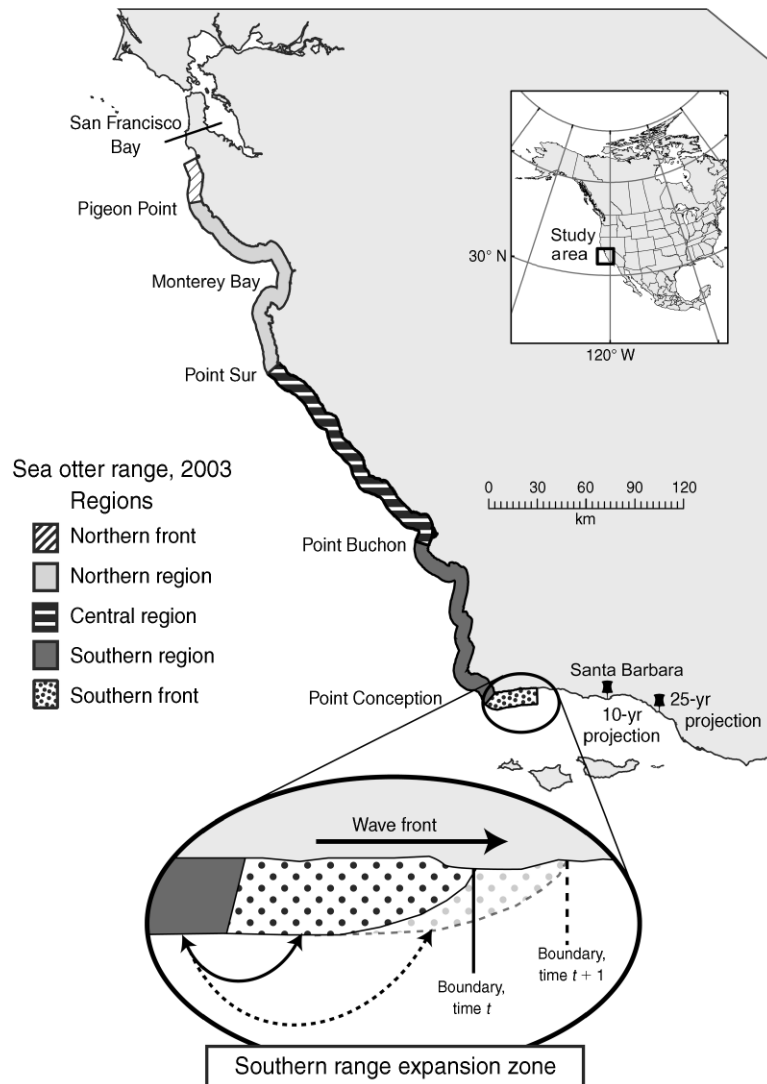 San Francisco
Bay
Pigeon Point
Monterey Bay
Point Sur
Study
area
30° N
120° W
Sea otter range, 2003
Regions
Northern front
Northern region
Central region
Southern region
Southern front
0 30 60 90 120
km
Point Buchon
Point Conception
Santa Barbara
10-yr
projection
25-yr
projection
Wave front
Boundary,
time t
Boundary,
time t + 1
Southern range expansion zone